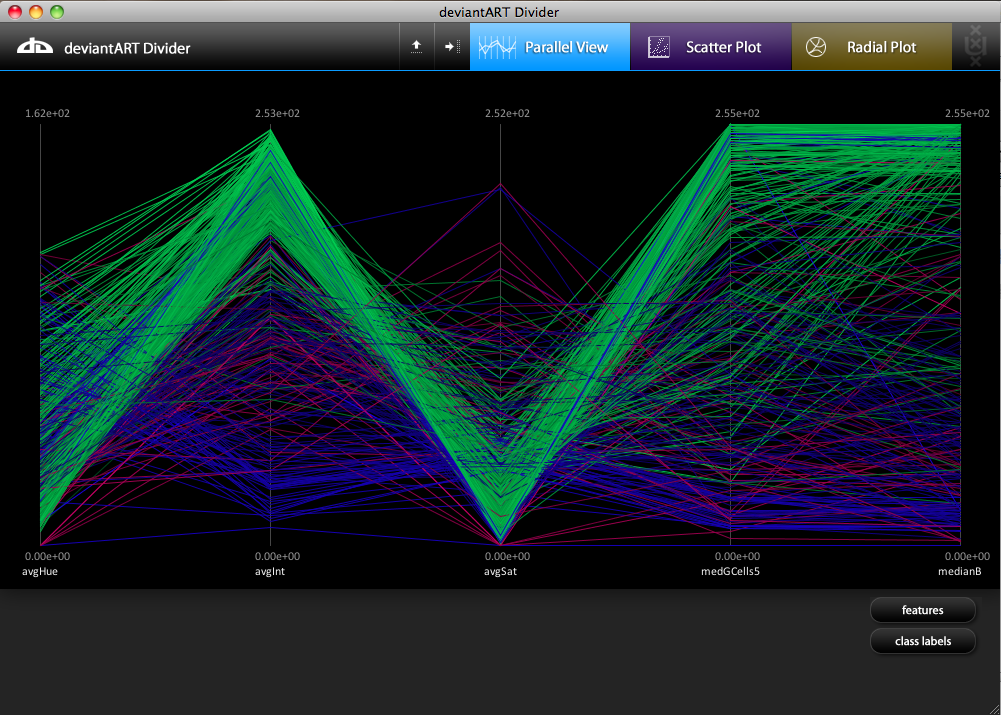 deviantART Divider
deviantART Divider
Parallel View
Scatter Plot
Radial Plot
1.62e+02
2.53e+02
2.52e+02
2.55e+02
2.55e+02
0.00e+00
0.00e+00
0.00e+00
0.00e+00
0.00e+00
avgHue
avgInt
avgSat
medGCells5
medianB
features
class labels